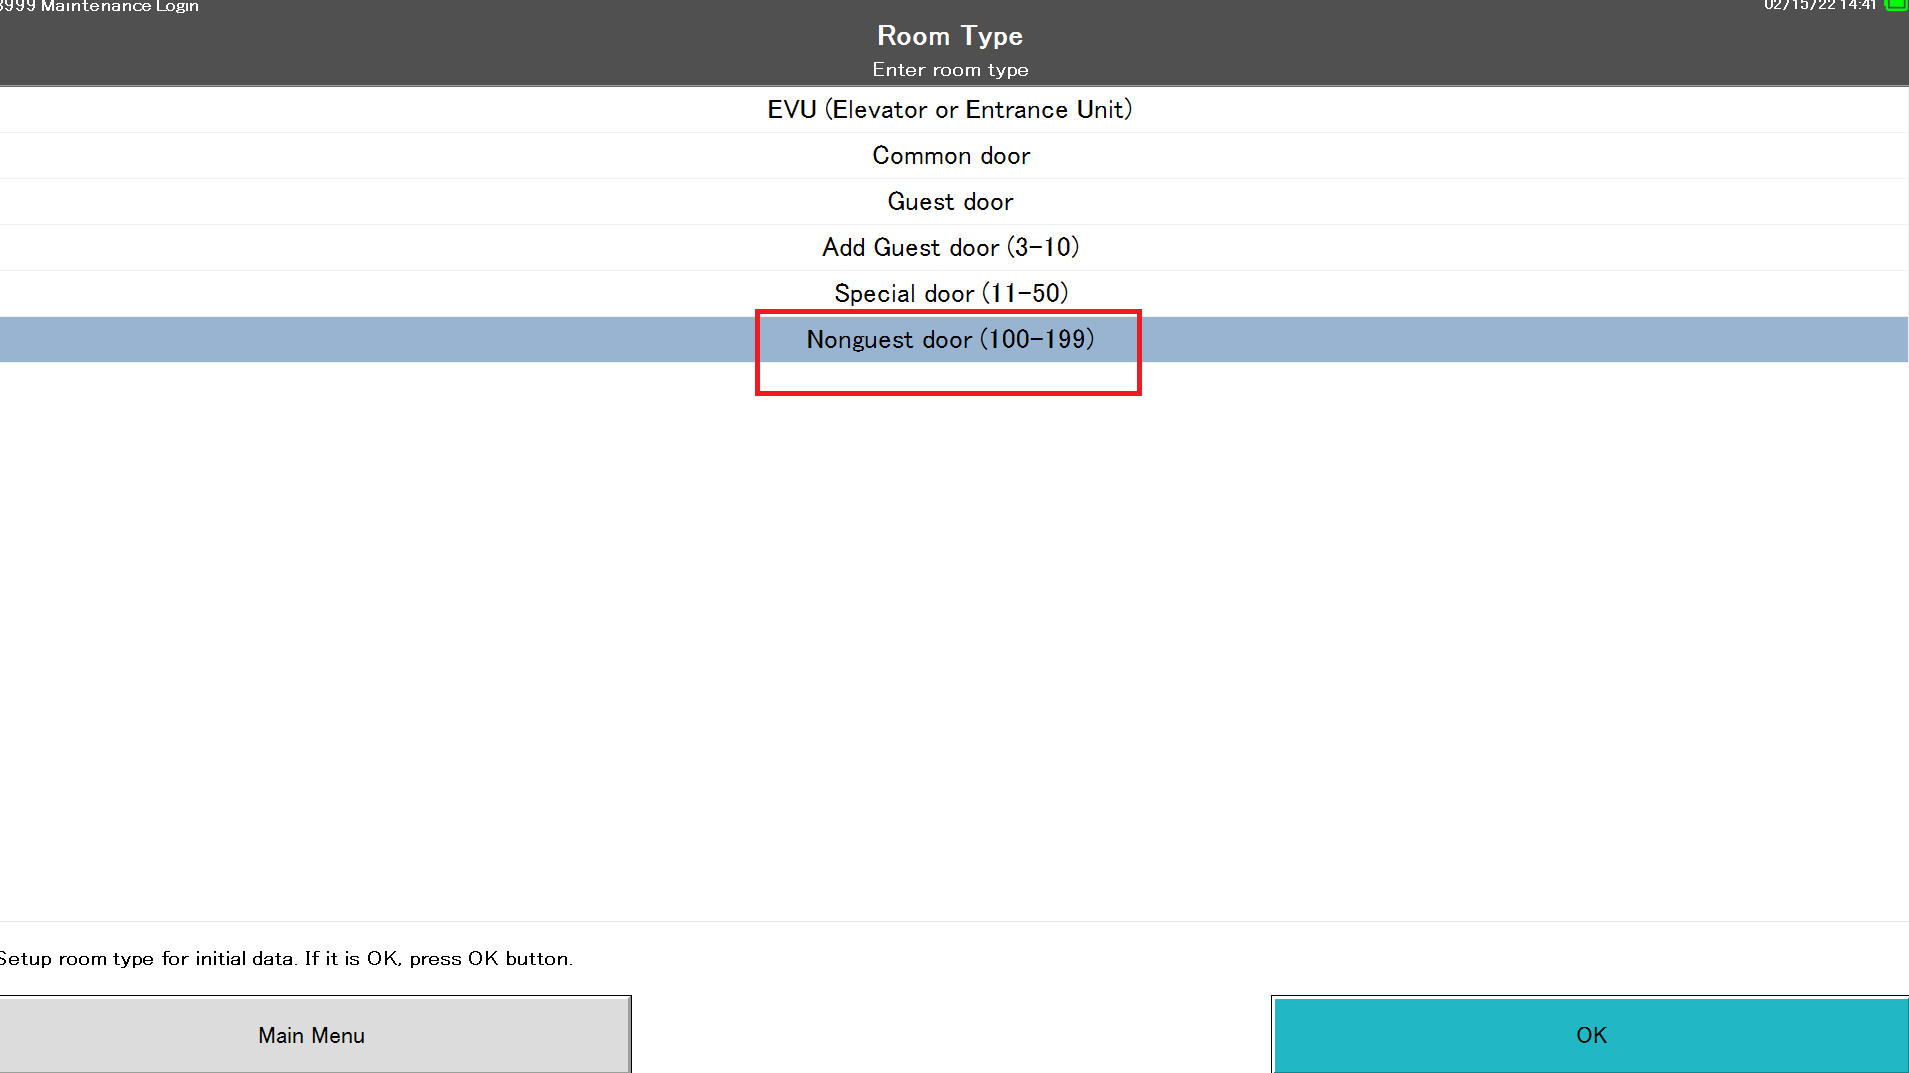 8999 Maintenance Login
02/15/22 14:41
Room Type
Enter room type
EVU (Elevator or Entrance Unit)
Common door
Guest door
Add Guest door (3-10)
Special door (11-50)
Nonguest door (100-199)
Setup room type for initial data. If it is OK, press OK button.
Main Menu
OK